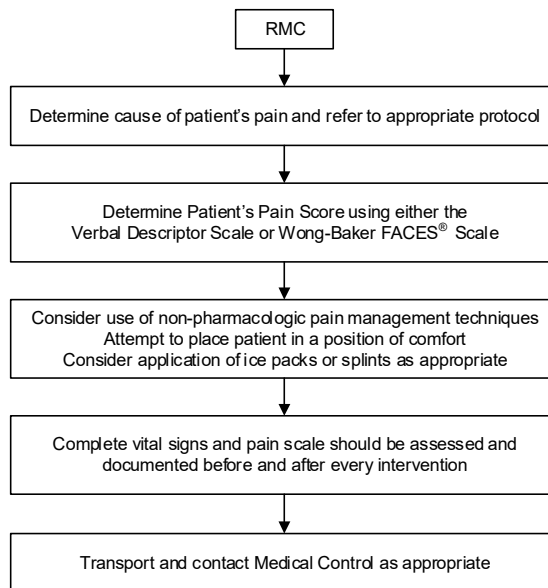 RMC
Determine cause of patient's pain and refer to appropriate protocol
Determine Patient's Pain Score using either the
Verbal Descriptor Scale or Wong-Baker FACES® Scale
Consider use of non-pharmacologic pain management techniques
Attempt to place patient in a position of comfort
Consider application of ice packs or splints as appropriate
Complete vital signs and pain scale should be assessed and
documented before and after every intervention
Transport and contact Medical Control as appropriate